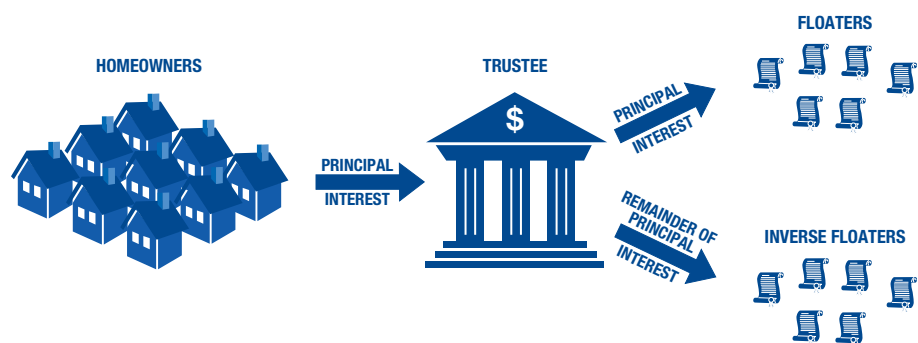 HOMEOWNERS
PRINCIPAL
INTEREST
TRUSTEE
$
PRINCIPAL
INTEREST
FLOATERS
REMAINDER OF
PRINCIPAL
INTEREST
INVERSE FLOATERS